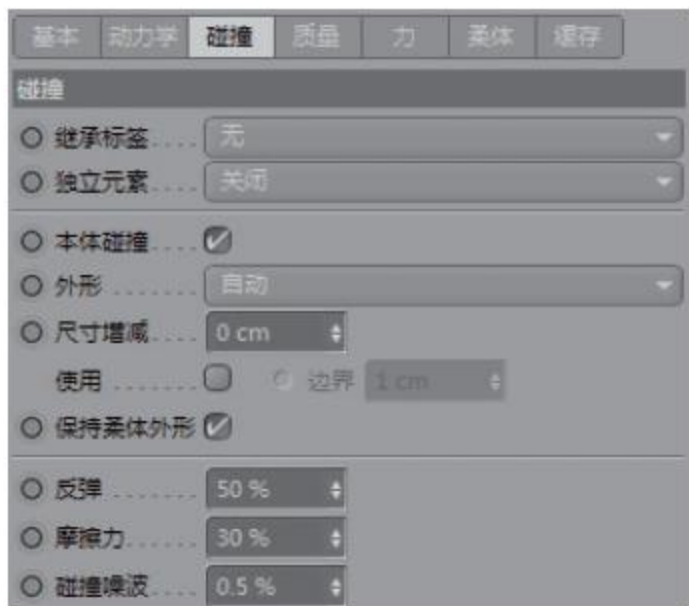 基本 动力学 碰撞 质量 力 柔体 缓存
碰撞
继承标签.... 无
独立元素.... 关闭
本体碰撞....
外形....... 自动
尺寸增减.... 0 cm
使用....... 边界 1 cm
保持柔体外形
反弹....... 50 %
摩擦力...... 30 %
碰撞噪波.... 0.5 %